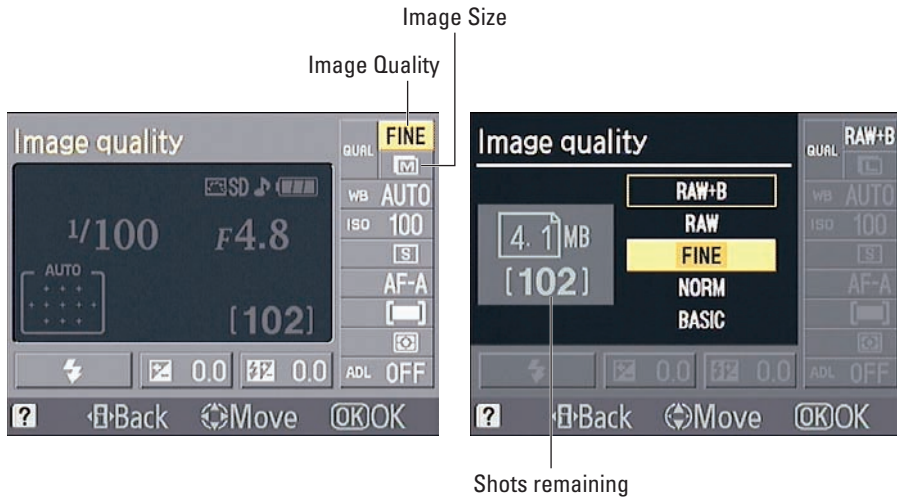 Image Size
Image Quality
Image quality
QUAL FINE
M
SD
WB AUTO
1/100 F4.8
ISO 100
S
AUTO
AF-A
[102]
0.0 0.0
ADL OFF
? i Back Move OK OK
Image quality
QUAL RAW+B
L
RAW+B
WB AUTO
4.1 MB
RAW
ISO 100
FINE
S
[102]
NORM
AF-A
BASIC
0.0 0.0
ADL OFF
? i Back Move OK OK
Shots remaining